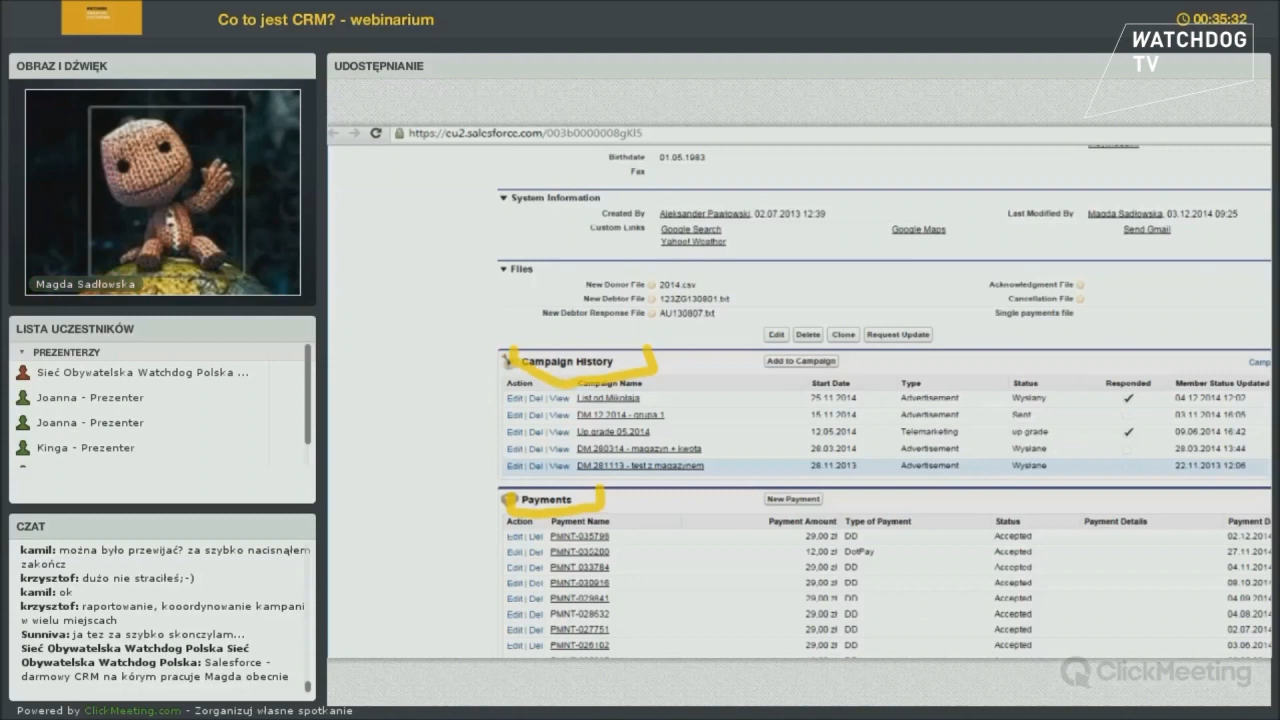 Co to jest CRM? - webinarium
00:35:32
WATCHDOG
TV
OBRAZ I DŹWIĘK
Magda Sadłowska
LISTA UCZESTNIKÓW
PREZENTERZY
Sieć Obywatelska Watchdog Polska ...
Joanna - Prezenter
Joanna - Prezenter
Kinga - Prezenter
CZAT
kamil: można było przewijać? za szybko nacisnąłem
zakończ
krzysztof: dużo nie straciłeś;-)
kamil: ok
krzysztof: raportowanie, kooordynowanie kampani
w wielu miejscach
Sunniva: ja tez za szybko skonczylam...
Sieć Obywatelska Watchdog Polska Sieć
Obywatelska Watchdog Polska: Salesforce -
darmowy CRM na kórym pracuje Magda obecnie
UDOSTĘPNIANIE
https://eu2.salesforce.com/003b0000008gKl5
Birthdate 01.05.1983
Fax
System Information
Created By Aleksander Pawłowski, 02.07.2013 12:39 Last Modified By Magda Sadłowska, 03.12.2014 09:25
Custom Links Google Search Google Maps Send Gmail
Yahoo! Weather
Files
New Donor File 2014.csv Acknowledgment File
New Debtor File 123ZG130801.txt Cancellation File
New Debtor Response File AU130807.txt Single payments file
Edit Delete Clone Request Update
Campaign History Add to Campaign Camp
Action Campaign Name Start Date Type Status Responded Member Status Updated
Edit | Del | View List od Mikołaja 25.11.2014 Advertisement Wysłany 04.12.2014 12:02
Edit | Del | View DM 12.2014 - grupa 1 15.11.2014 Advertisement Sent 03.11.2014 16:05
Edit | Del | View Up grade 05.2014 12.05.2014 Telemarketing up grade 09.06.2014 16:42
Edit | Del | View DM 280314 - magazyn + kwota 28.03.2014 Advertisement Wysłane 28.03.2014 13:44
Edit | Del | View DM 281113 - test z magazynem 28.11.2013 Advertisement Wysłane 22.11.2013 12:06
Payments New Payment
Action Payment Name Payment Amount Type of Payment Status Payment Details Payment D
Edit | Del PMNT-035798 29,00 zł DD Accepted 02.12.2014
Edit | Del PMNT-035200 12,00 zł DotPay Accepted 27.11.2014
Edit | Del PMNT-033784 29,00 zł DD Accepted 04.11.2014
Edit | Del PMNT-030916 29,00 zł DD Accepted 08.10.2014
Edit | Del PMNT-029841 29,00 zł DD Accepted 04.09.2014
Edit | Del PMNT-028632 29,00 zł DD Accepted 04.08.2014
Edit | Del PMNT-027751 29,00 zł DD Accepted 02.07.2014
Edit | Del PMNT-026102 29,00 zł DD Accepted 03.06.2014
ClickMeeting
Powered by ClickMeeting.com - Zorganizuj własne spotkanie